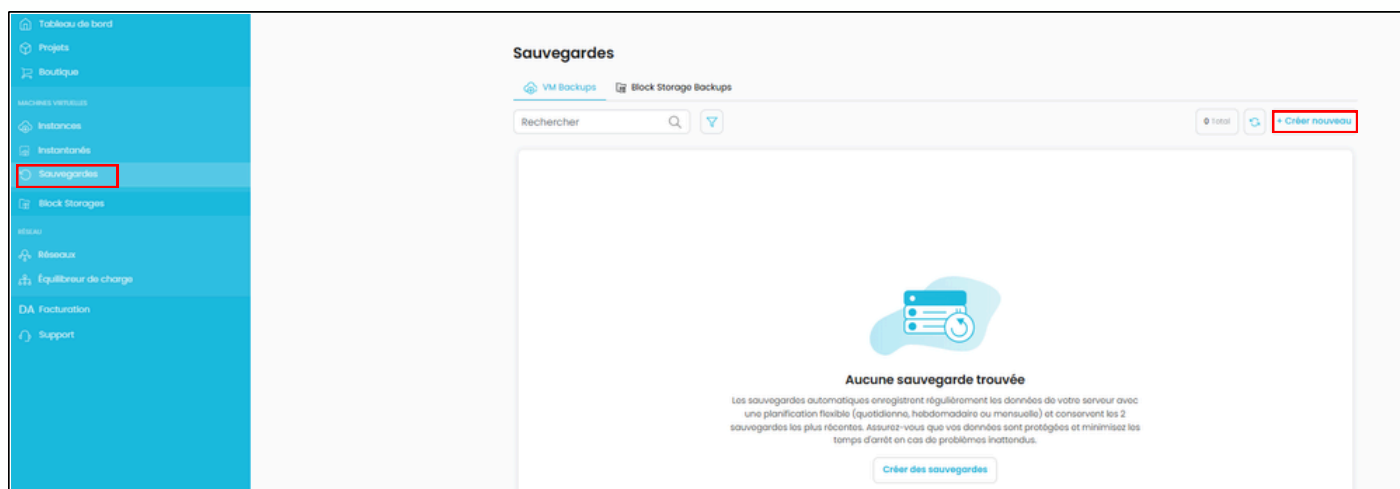 Tableau de bord
Projets
Boutique
MACHINES VIRTUELLES
Instances
Instantanés
Sauvegardes
Block Storages
RÉSEAU
Réseaux
Équilibreur de charge
DA Facturation
Support
Sauvegardes
VM Backups
Block Storage Backups
Rechercher
0 Total
+ Créer nouveau
Aucune sauvegarde trouvée
Les sauvegardes automatiques enregistrent régulièrement les données de votre serveur avec
une planification flexible (quotidienne, hebdomadaire ou mensuelle) et conservent les 2
sauvegardes les plus récentes. Assurez-vous que vos données sont protégées et minimisez les
temps d'arrêt en cas de problèmes inattendus.
Créer des sauvegardes